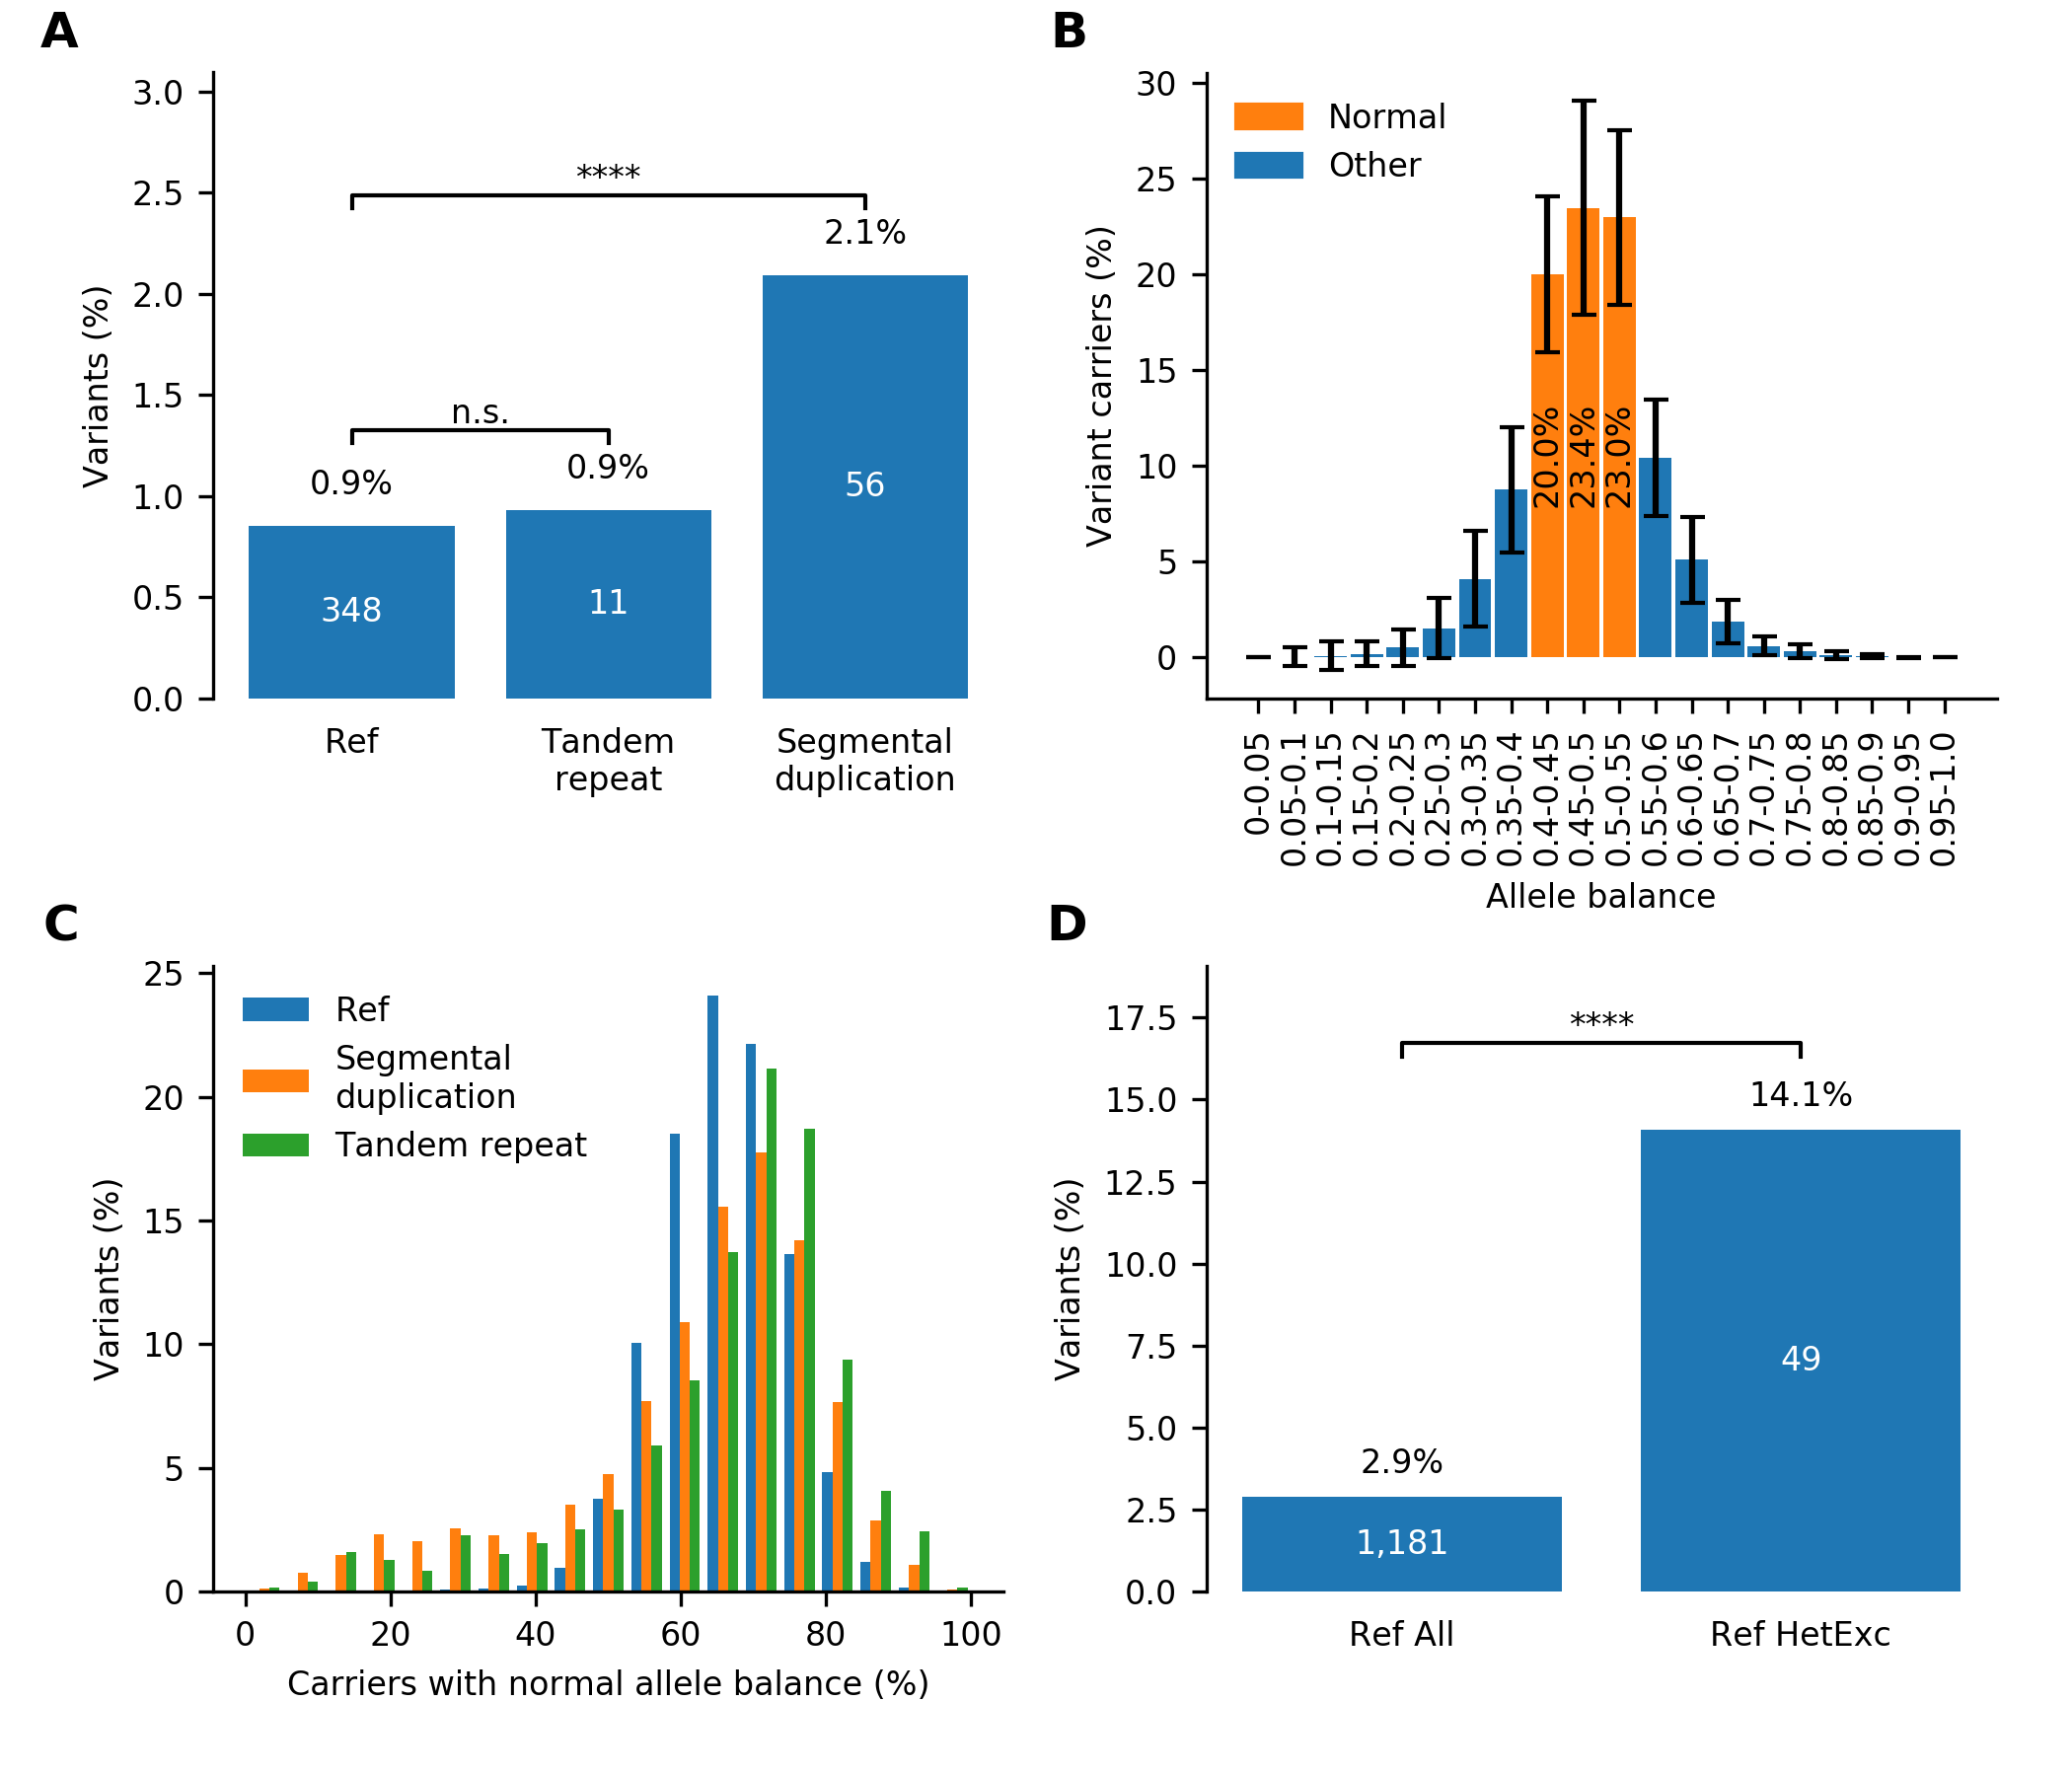 A
3.0
2.5
2.0
1.5
1.0
0.5
0.0
Variants (%)
****
2.1%
n.s.
0.9%
0.9%
348
11
56
Ref
Tandem
repeat
Segmental
duplication
B
30
25
20
15
10
5
0
Variant carriers (%)
Normal
Other
20.0%
23.4%
23.0%
0-0.05
0.05-0.1
0.1-0.15
0.15-0.2
0.2-0.25
0.25-0.3
0.3-0.35
0.35-0.4
0.4-0.45
0.45-0.5
0.5-0.55
0.55-0.6
0.6-0.65
0.65-0.7
0.7-0.75
0.75-0.8
0.8-0.85
0.85-0.9
0.9-0.95
0.95-1.0
Allele balance
C
25
20
15
10
5
0
Variants (%)
Ref
Segmental
duplication
Tandem repeat
0 20 40 60 80 100
Carriers with normal allele balance (%)
D
17.5
15.0
12.5
10.0
7.5
5.0
2.5
0.0
Variants (%)
****
14.1%
49
2.9%
1,181
Ref All
Ref HetExc